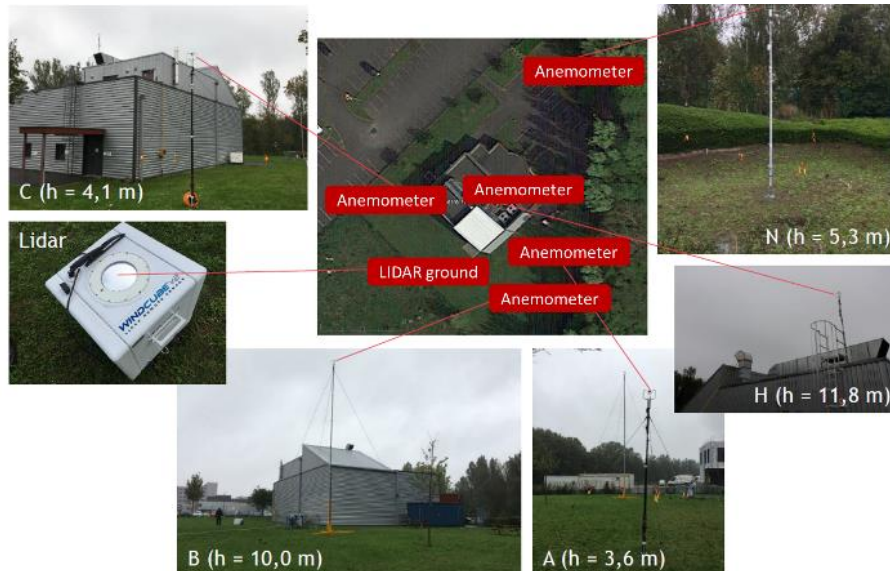 Anemometer
N (h = 5,3 m)
C (h = 4,1 m)
Anemometer
Anemometer
Lidar
WINDCUBE
Anemometer
LIDAR ground
Anemometer
H (h = 11,8 m)
B (h = 10,0 m)
A (h = 3,6 m)